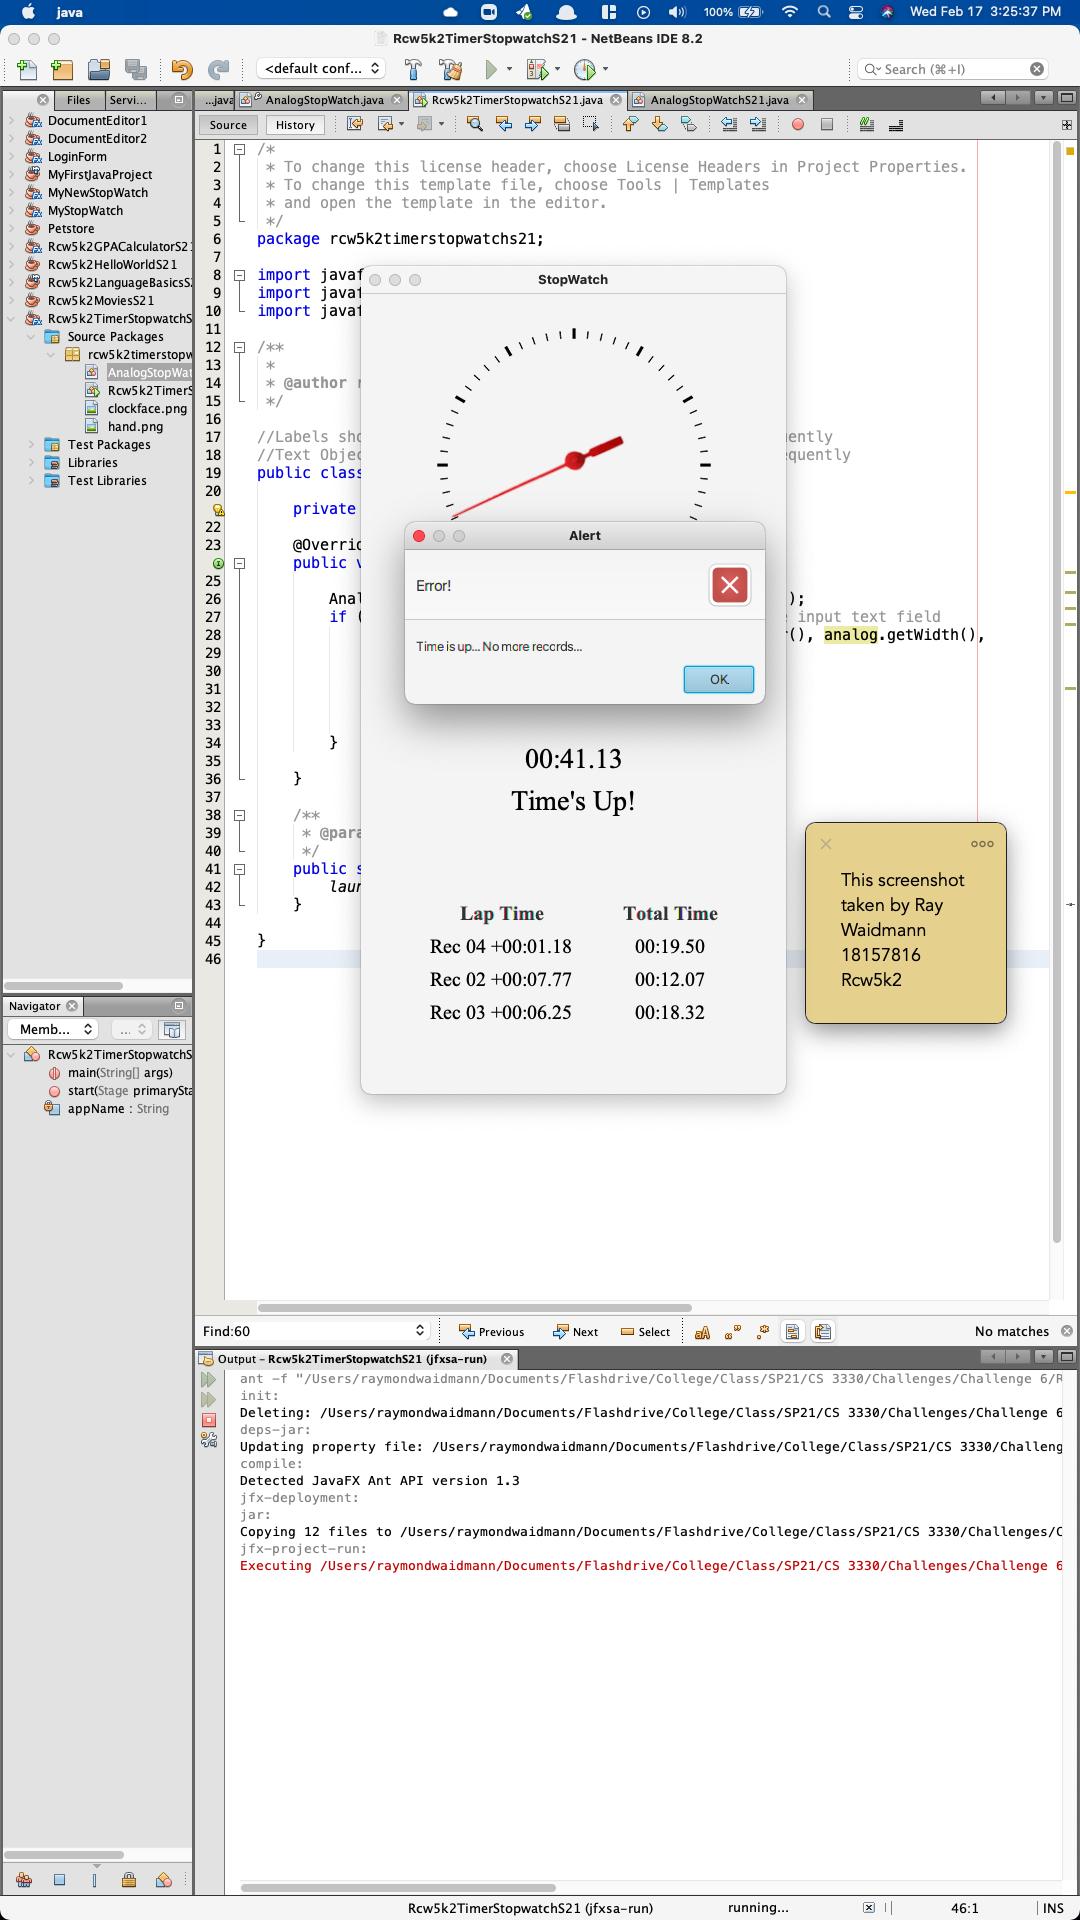 java
100%
Wed Feb 17 3:25:37 PM
Rcw5k2TimerStopwatchS21 - NetBeans IDE 8.2
<default conf...
Search (⌘+I)
Files
Servi...
...java
AnalogStopWatch.java
Rcw5k2TimerStopwatchS21.java
AnalogStopWatchS21.java
Source
History
DocumentEditor1
DocumentEditor2
LoginForm
MyFirstJavaProject
MyNewStopWatch
MyStopWatch
Petstore
Rcw5k2GPACalculatorS21
Rcw5k2HelloWorldS21
Rcw5k2LanguageBasicsS
Rcw5k2MoviesS21
Rcw5k2TimerStopwatchS
Source Packages
rcw5k2timerstopw
AnalogStopWat
Rcw5k2TimerS
clockface.png
hand.png
Test Packages
Libraries
Test Libraries
1 /*
2 * To change this license header, choose License Headers in Project Properties.
3 * To change this template file, choose Tools | Templates
4 * and open the template in the editor.
5 */
6 package rcw5k2timerstopwatchs21;
7
8 import javaf
9 import javaf
10 import javaf
11
12 /**
13 *
14 * @author
15 */
16
17 //Labels sho
ently
18 //Text Objec
quently
19 public class
20
private
22
23 @Overrid
public v
25
26 Anal
);
27 if (
input text field
28 (), analog.getWidth(),
29
30
31
32
33
34 }
35
36 }
37
38 /**
39 * @para
40 */
41 public s
42 laun
43 }
44
45 }
46
StopWatch
Alert
Error!
Time is up... No more records...
OK
00:41.13
Time's Up!
Lap Time Total Time
Rec 04 +00:01.18 00:19.50
Rec 02 +00:07.77 00:12.07
Rec 03 +00:06.25 00:18.32
This screenshot
taken by Ray
Waidmann
18157816
Rcw5k2
Navigator
Memb...
...
Rcw5k2TimerStopwatchS
main(String[] args)
start(Stage primarySta
appName : String
Find:60
Previous
Next
Select
No matches
Output - Rcw5k2TimerStopwatchS21 (jfxsa-run)
ant -f "/Users/raymondwaidmann/Documents/Flashdrive/College/Class/SP21/CS 3330/Challenges/Challenge 6/R
init:
Deleting: /Users/raymondwaidmann/Documents/Flashdrive/College/Class/SP21/CS 3330/Challenges/Challenge 6
deps-jar:
Updating property file: /Users/raymondwaidmann/Documents/Flashdrive/College/Class/SP21/CS 3330/Challeng
compile:
Detected JavaFX Ant API version 1.3
jfx-deployment:
jar:
Copying 12 files to /Users/raymondwaidmann/Documents/Flashdrive/College/Class/SP21/CS 3330/Challenges/C
jfx-project-run:
Executing /Users/raymondwaidmann/Documents/Flashdrive/College/Class/SP21/CS 3330/Challenges/Challenge 6
Rcw5k2TimerStopwatchS21 (jfxsa-run)
running...
46:1
INS